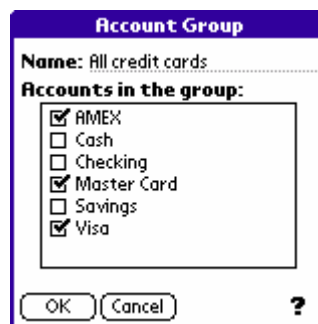 Account Group
Name: All credit cards
Accounts in the group:
AMEX
Cash
Checking
Master Card
Savings
Visa
OK Cancel ?